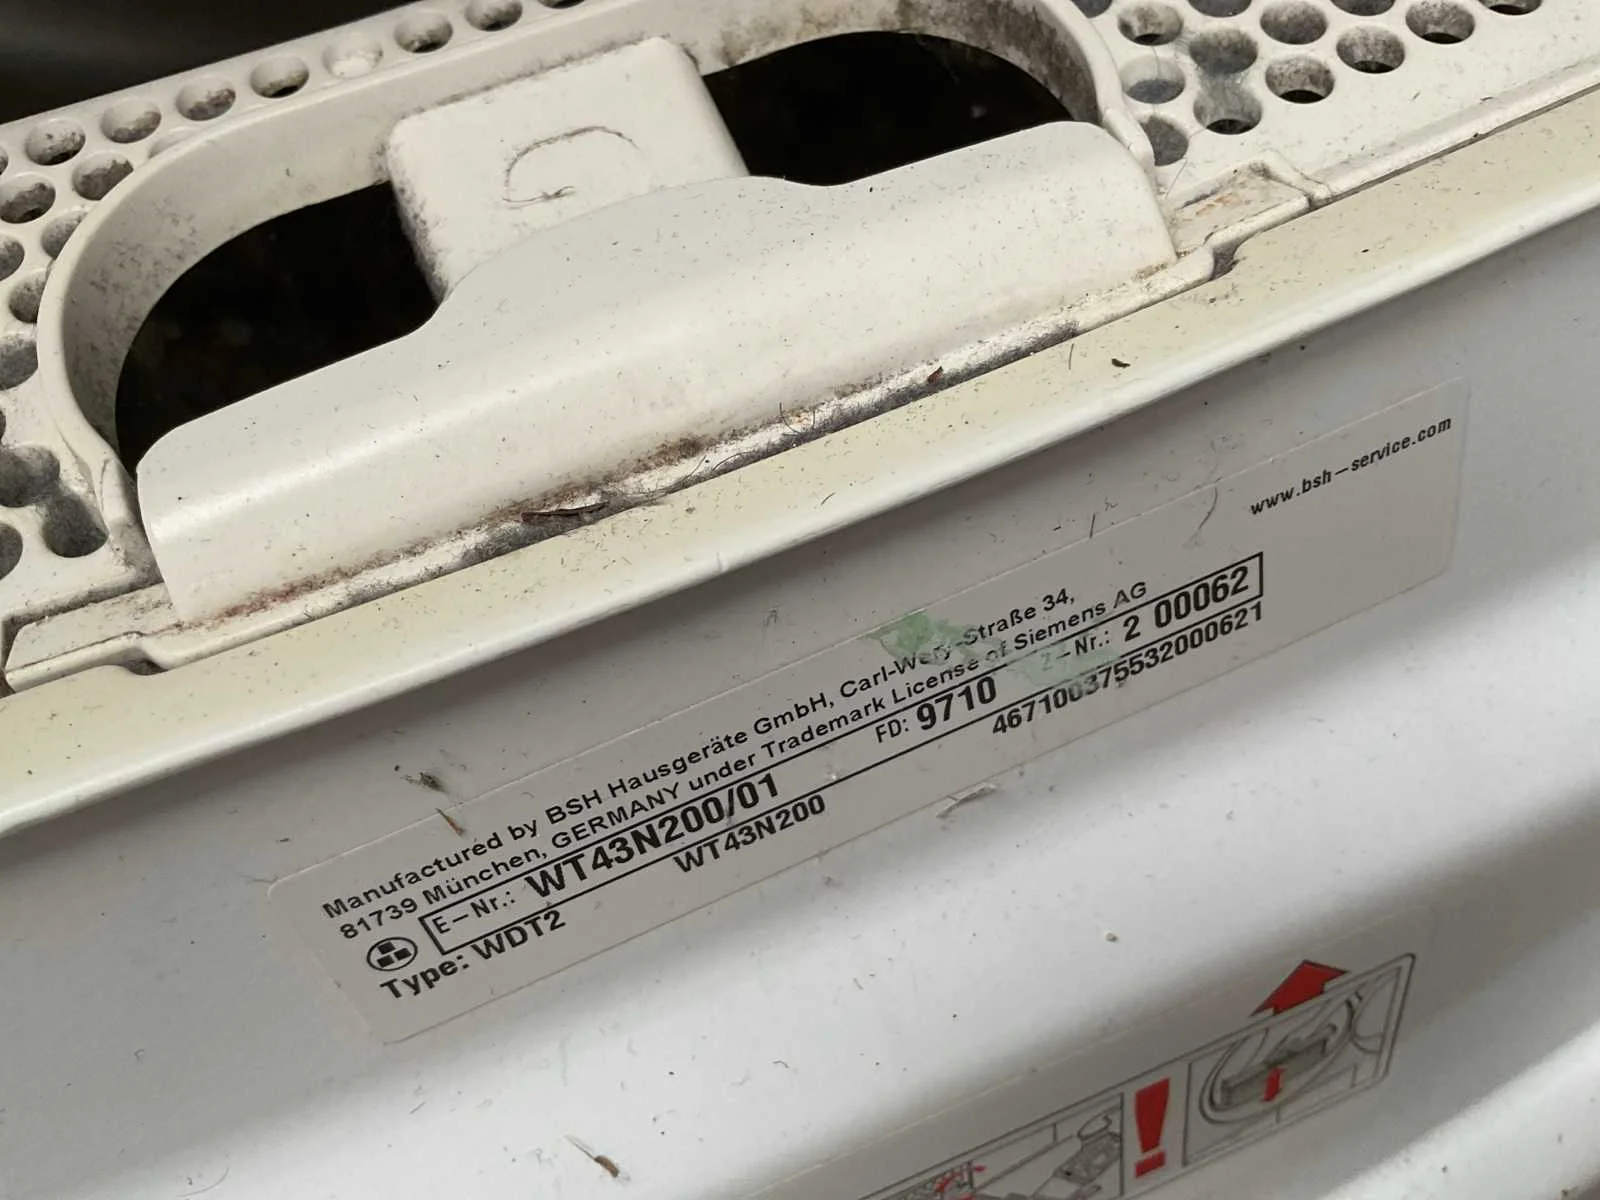 www.bsh-service.com
Manufactured by BSH Hausgeräte GmbH, Carl-Wery-Straße 34,
81739 München, GERMANY under Trademark License of Siemens AG
E-Nr.: WT43N200/01 FD: 9710 Z-Nr.: 2 00062
Type: WDT2 WT43N200 467100375532000621